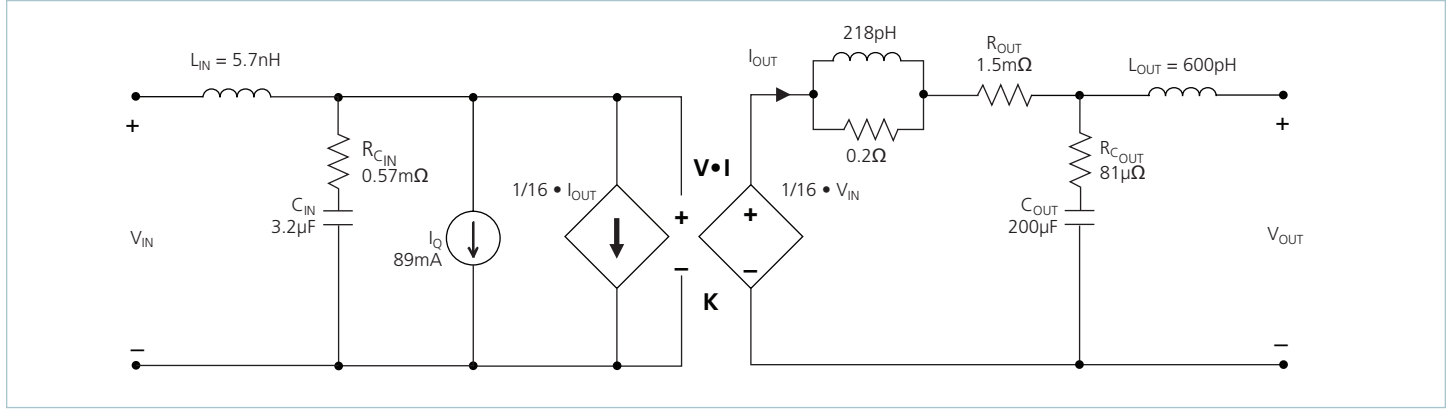 L_IN = 5.7nH
+
R_C_IN
0.57mΩ
C_IN
3.2µF
V_IN
–
I_Q
89mA
1/16 • I_OUT
+
–
V•I
K
1/16 • V_IN
+
–
I_OUT
218pH
0.2Ω
R_OUT
1.5mΩ
L_OUT = 600pH
R_C_OUT
81µΩ
C_OUT
200µF
+
V_OUT
–